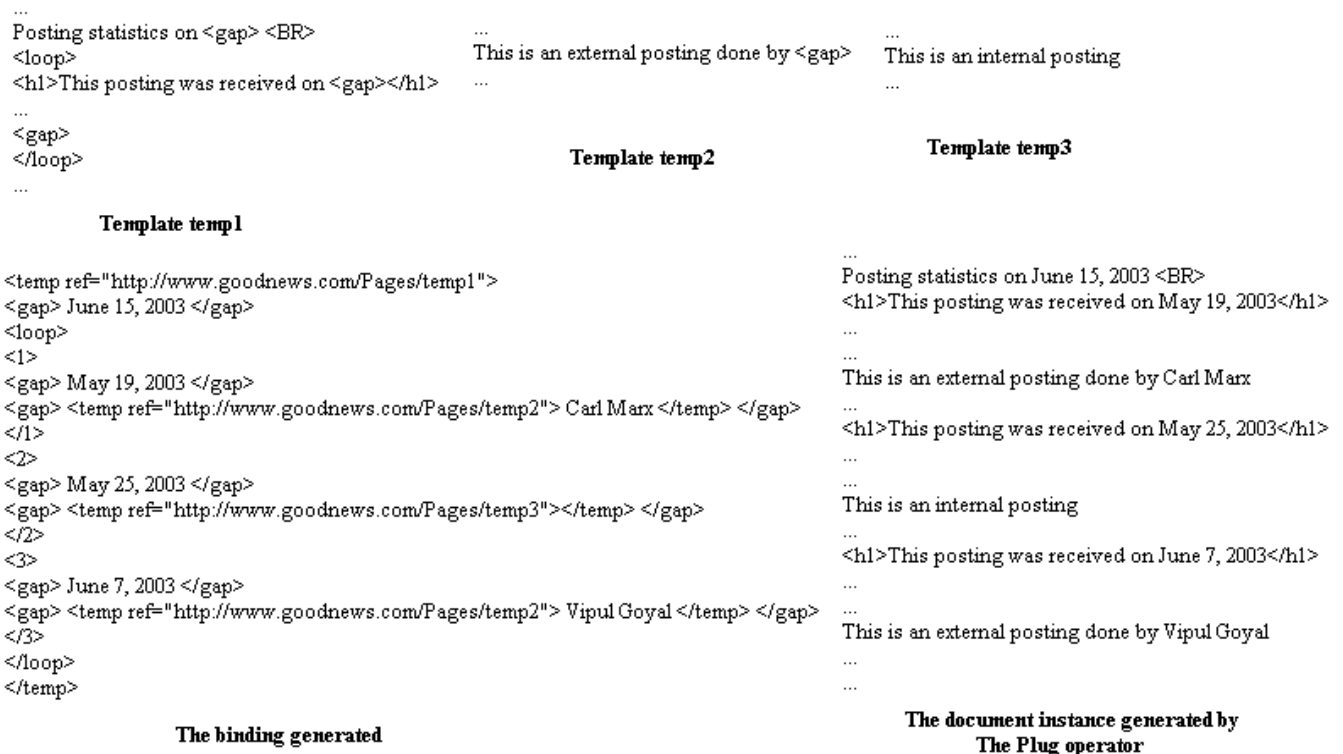 ...
Posting statistics on <gap> <BR>
<loop>
<h1>This posting was received on <gap></h1>
...
<gap>
</loop>
...
Template temp1
...
This is an external posting done by <gap>
...
Template temp2
...
This is an internal posting
...
Template temp3
<temp ref="http://www.goodnews.com/Pages/temp1">
<gap> June 15, 2003 </gap>
<loop>
<1>
<gap> May 19, 2003 </gap>
<gap> <temp ref="http://www.goodnews.com/Pages/temp2"> Carl Marx </temp> </gap>
</1>
<2>
<gap> May 25, 2003 </gap>
<gap> <temp ref="http://www.goodnews.com/Pages/temp3"></temp> </gap>
</2>
<3>
<gap> June 7, 2003 </gap>
<gap> <temp ref="http://www.goodnews.com/Pages/temp2"> Vipul Goyal </temp> </gap>
</3>
</loop>
</temp>
The binding generated
...
Posting statistics on June 15, 2003 <BR>
<h1>This posting was received on May 19, 2003</h1>
...
...
This is an external posting done by Carl Marx
...
<h1>This posting was received on May 25, 2003</h1>
...
...
This is an internal posting
...
<h1>This posting was received on June 7, 2003</h1>
...
...
This is an external posting done by Vipul Goyal
...
...
The document instance generated by
The Plug operator